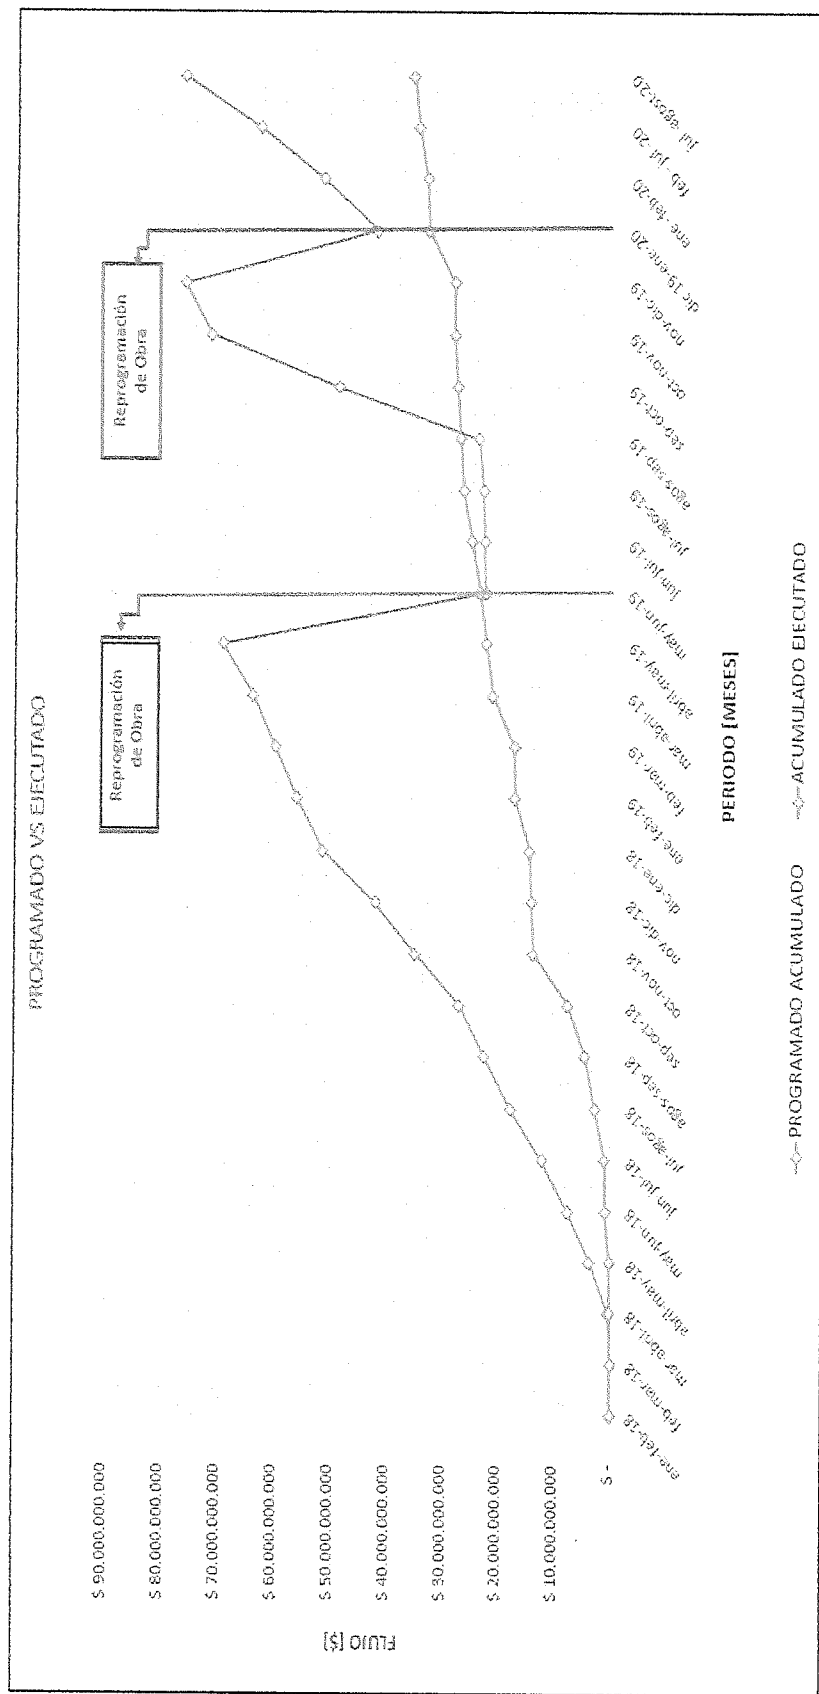 PROGRAMADO VS EJECUTADO
FLUJO [$]
$ 90.000.000.000
$ 80.000.000.000
$ 70.000.000.000
$ 60.000.000.000
$ 50.000.000.000
$ 40.000.000.000
$ 30.000.000.000
$ 20.000.000.000
$ 10.000.000.000
$ -
Reprogramación
de Obra
Reprogramación
de Obra
ene-feb-18
feb-mar-18
mar-abril-18
abril-may-18
may-jun-18
jun-jul-18
jul-agos-18
agos-sep-18
sep-oct-18
oct-nov-18
nov-dic-18
dic-ene-18
ene-feb-19
feb-mar-19
mar-abril-19
abril-may-19
may-jun-19
jun-jul-19
jul-agos-19
agos-sep-19
sep-oct-19
oct-nov-19
nov-dic-19
dic 19-ene-20
ene-feb-20
feb- jul -20
jul -agost-20
PERIODO [MESES]
PROGRAMADO ACUMULADO
ACUMULADO EJECUTADO